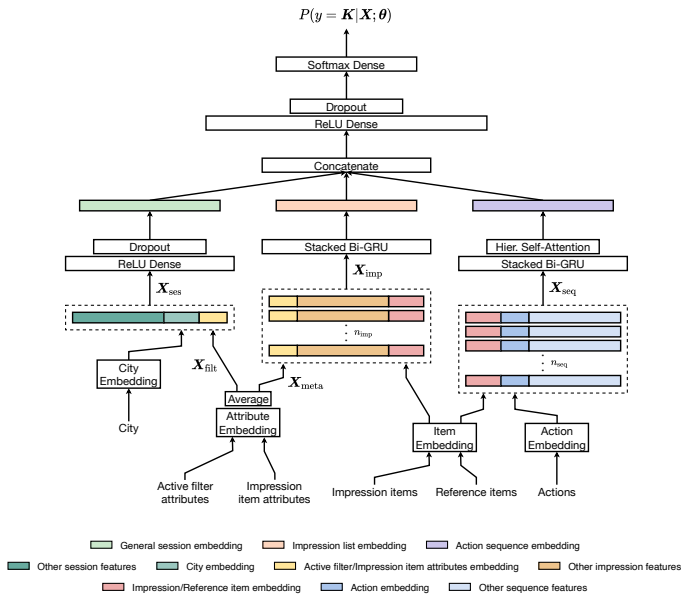 P(y = K|X; θ)
Softmax Dense
Dropout
ReLU Dense
Concatenate
Dropout
ReLU Dense
Stacked Bi-GRU
Hier. Self-Attention
Stacked Bi-GRU
X_ses
X_imp
X_seq
⋮ n_imp
⋮ n_seq
City
Embedding
X_filt
X_meta
Average
Attribute
Embedding
City
Item
Embedding
Action
Embedding
Active filter
attributes
Impression
item attributes
Impression items
Reference items
Actions
General session embedding
Impression list embedding
Action sequence embedding
Other session features
City embedding
Active filter/Impression item attributes embedding
Other impression features
Impression/Reference item embedding
Action embedding
Other sequence features